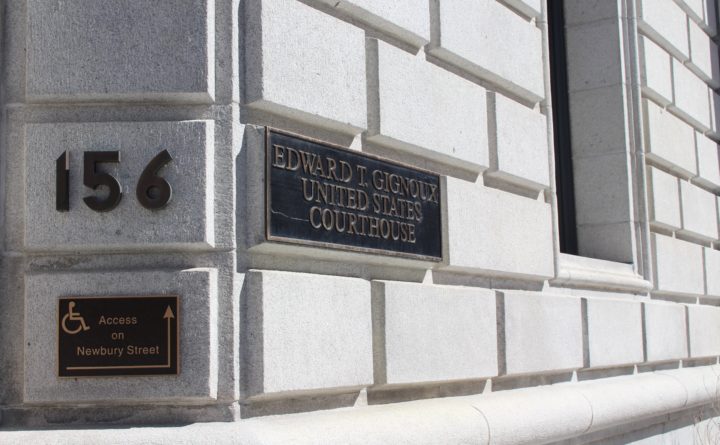 156
EDWARD T. GIGNOUX
UNITED STATES
COURTHOUSE
Access
on
Newbury Street